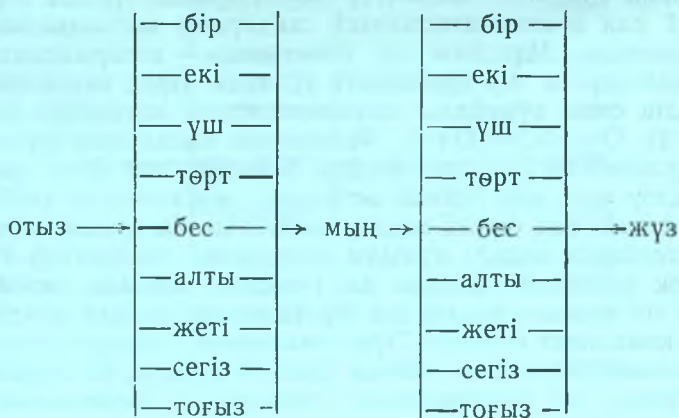 бір бір
екі екі
үш үш
төрт төрт
отыз бес мың бес жүз
алты алты
жеті жеті
сегіз сегіз
тоғыз тоғыз